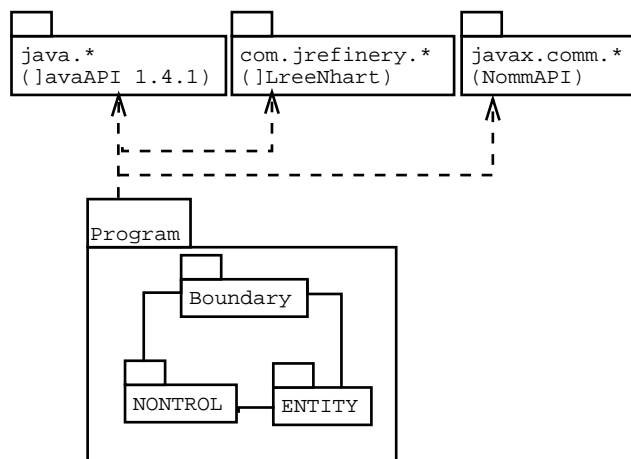 java.*
(]avaAPI 1.4.1)
com.jrefinery.*
(]LreeNhart)
javax.comm.*
(NommAPI)
Program
Boundary
NONTROL
ENTITY